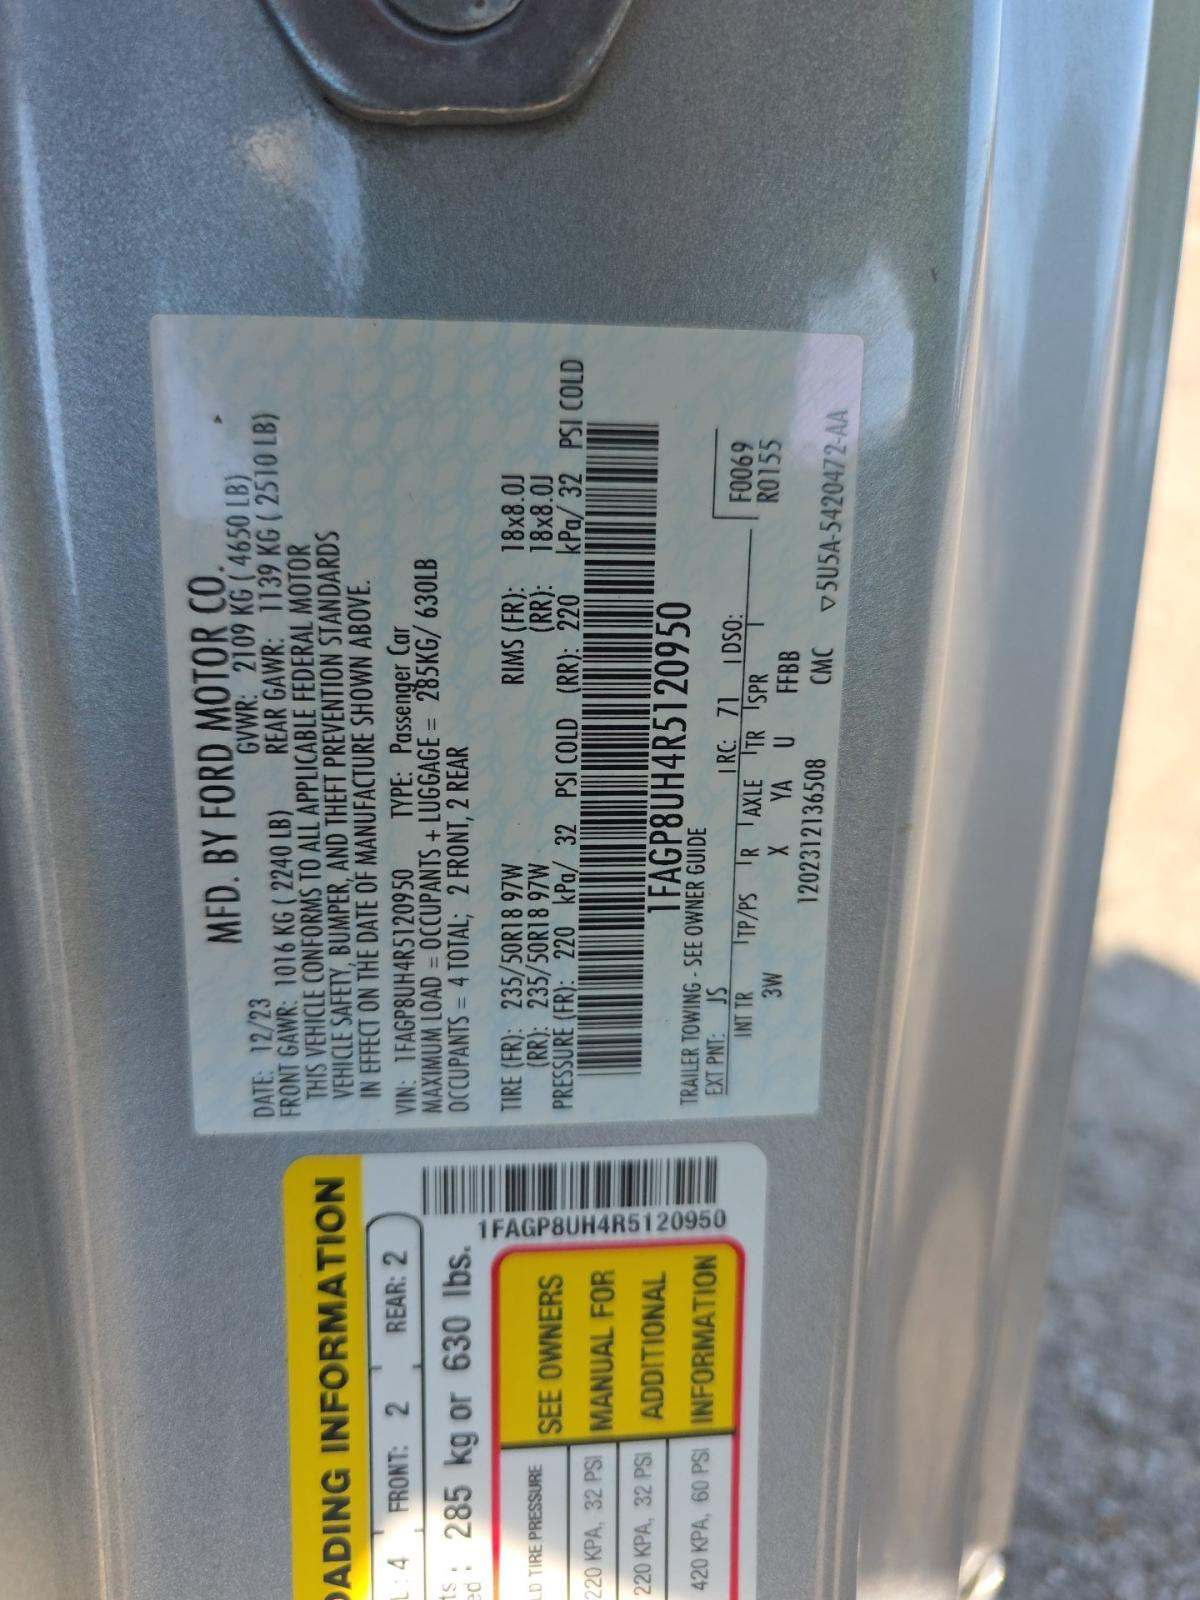 MFD. BY FORD MOTOR CO.
DATE: 12/23 GVWR: 2109 KG ( 4650 LB)
FRONT GAWR: 1016 KG ( 2240 LB) REAR GAWR: 1139 KG ( 2510 LB)
THIS VEHICLE CONFORMS TO ALL APPLICABLE FEDERAL MOTOR
VEHICLE SAFETY, BUMPER, AND THEFT PREVENTION STANDARDS
IN EFFECT ON THE DATE OF MANUFACTURE SHOWN ABOVE.
VIN: 1FAGP8UH4R5120950 TYPE: Passenger Car
MAXIMUM LOAD = OCCUPANTS + LUGGAGE = 285KG/ 630LB
OCCUPANTS = 4 TOTAL; 2 FRONT, 2 REAR
TIRE (FR): 235/50R18 97W RIMS (FR): 18x8.0J
(RR): 235/50R18 97W (RR): 18x8.0J
PRESSURE (FR): 220 kPa/ 32 PSI COLD (RR): 220 kPa/ 32 PSI COLD
1FAGP8UH4R5120950
TRAILER TOWING - SEE OWNER GUIDE
EXT PNT: JS RC: 71 DSO: F0069
INT TR TP/PS R AXLE TR SPR R0155
3W X YA U FFBB
1202312136508 CMC ▽5U5A-5420472-AA
ADING INFORMATION
L: 4 FRONT: 2 REAR: 2
ts
ed: 285 kg or 630 lbs.
1FAGP8UH4R5120950
LD TIRE PRESSURE
220 KPA, 32 PSI
220 KPA, 32 PSI
420 KPA, 60 PSI
SEE OWNERS
MANUAL FOR
ADDITIONAL
INFORMATION